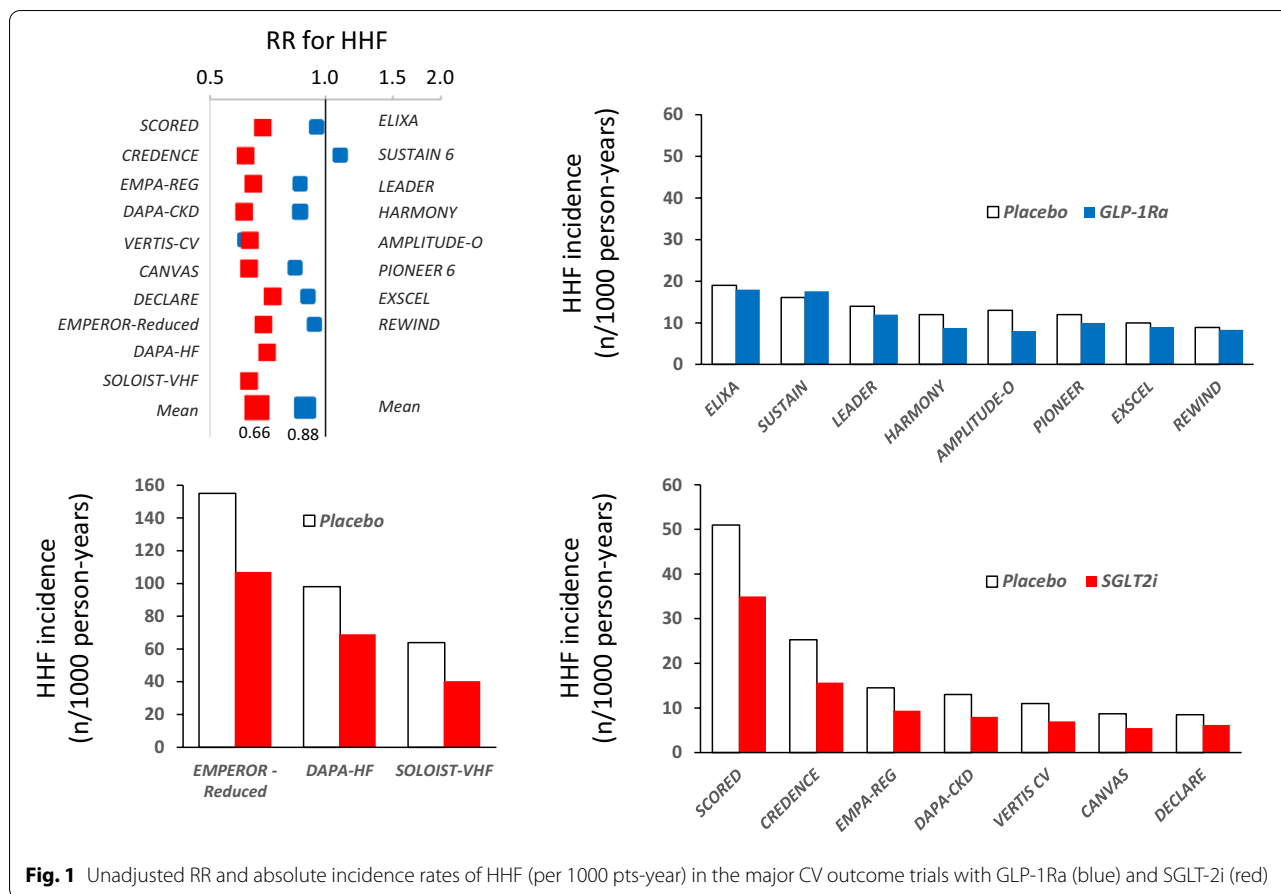 RR for HHF
0.5 1.0 1.5 2.0
SCORED ELIXA
CREDENCE SUSTAIN 6
EMPA-REG LEADER
DAPA-CKD HARMONY
VERTIS-CV AMPLITUDE-O
CANVAS PIONEER 6
DECLARE EXSCEL
EMPEROR-Reduced REWIND
DAPA-HF
SOLOIST-VHF
Mean Mean
0.66 0.88
HHF incidence
(n/1000 person-years)
60
50
40
30
20
10
0
Placebo GLP-1Ra
ELIXA
SUSTAIN
LEADER
HARMONY
AMPLITUDE-O
PIONEER
EXSCEL
REWIND
HHF incidence
(n/1000 person-years)
160
140
120
100
80
60
40
20
0
Placebo
EMPEROR -
Reduced
DAPA-HF
SOLOIST-VHF
HHF incidence
(n/1000 person-years)
60
50
40
30
20
10
0
Placebo SGLT2i
SCORED
CREDENCE
EMPA-REG
DAPA-CKD
VERTIS CV
CANVAS
DECLARE
Fig. 1 Unadjusted RR and absolute incidence rates of HHF (per 1000 pts-year) in the major CV outcome trials with GLP-1Ra (blue) and SGLT-2i (red)